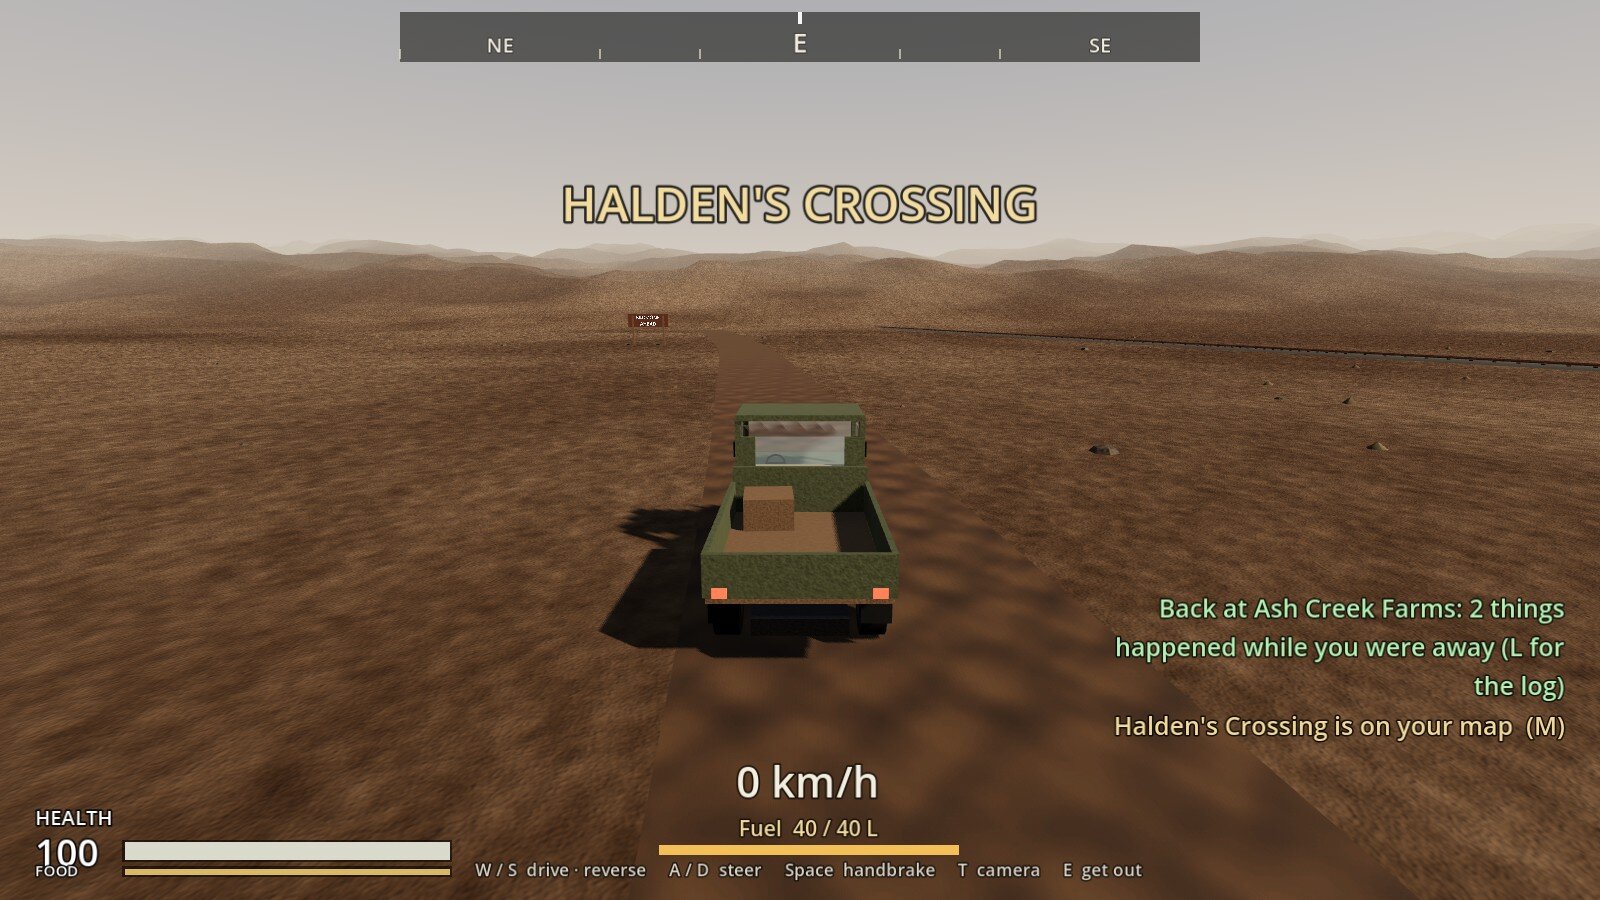 NE E SE
HALDEN'S CROSSING
AHEAD
Back at Ash Creek Farms: 2 things
happened while you were away (L for
the log)
Halden's Crossing is on your map (M)
0 km/h
Fuel 40 / 40 L
HEALTH
100
FOOD
W / S drive · reverse A / D steer Space handbrake T camera E get out